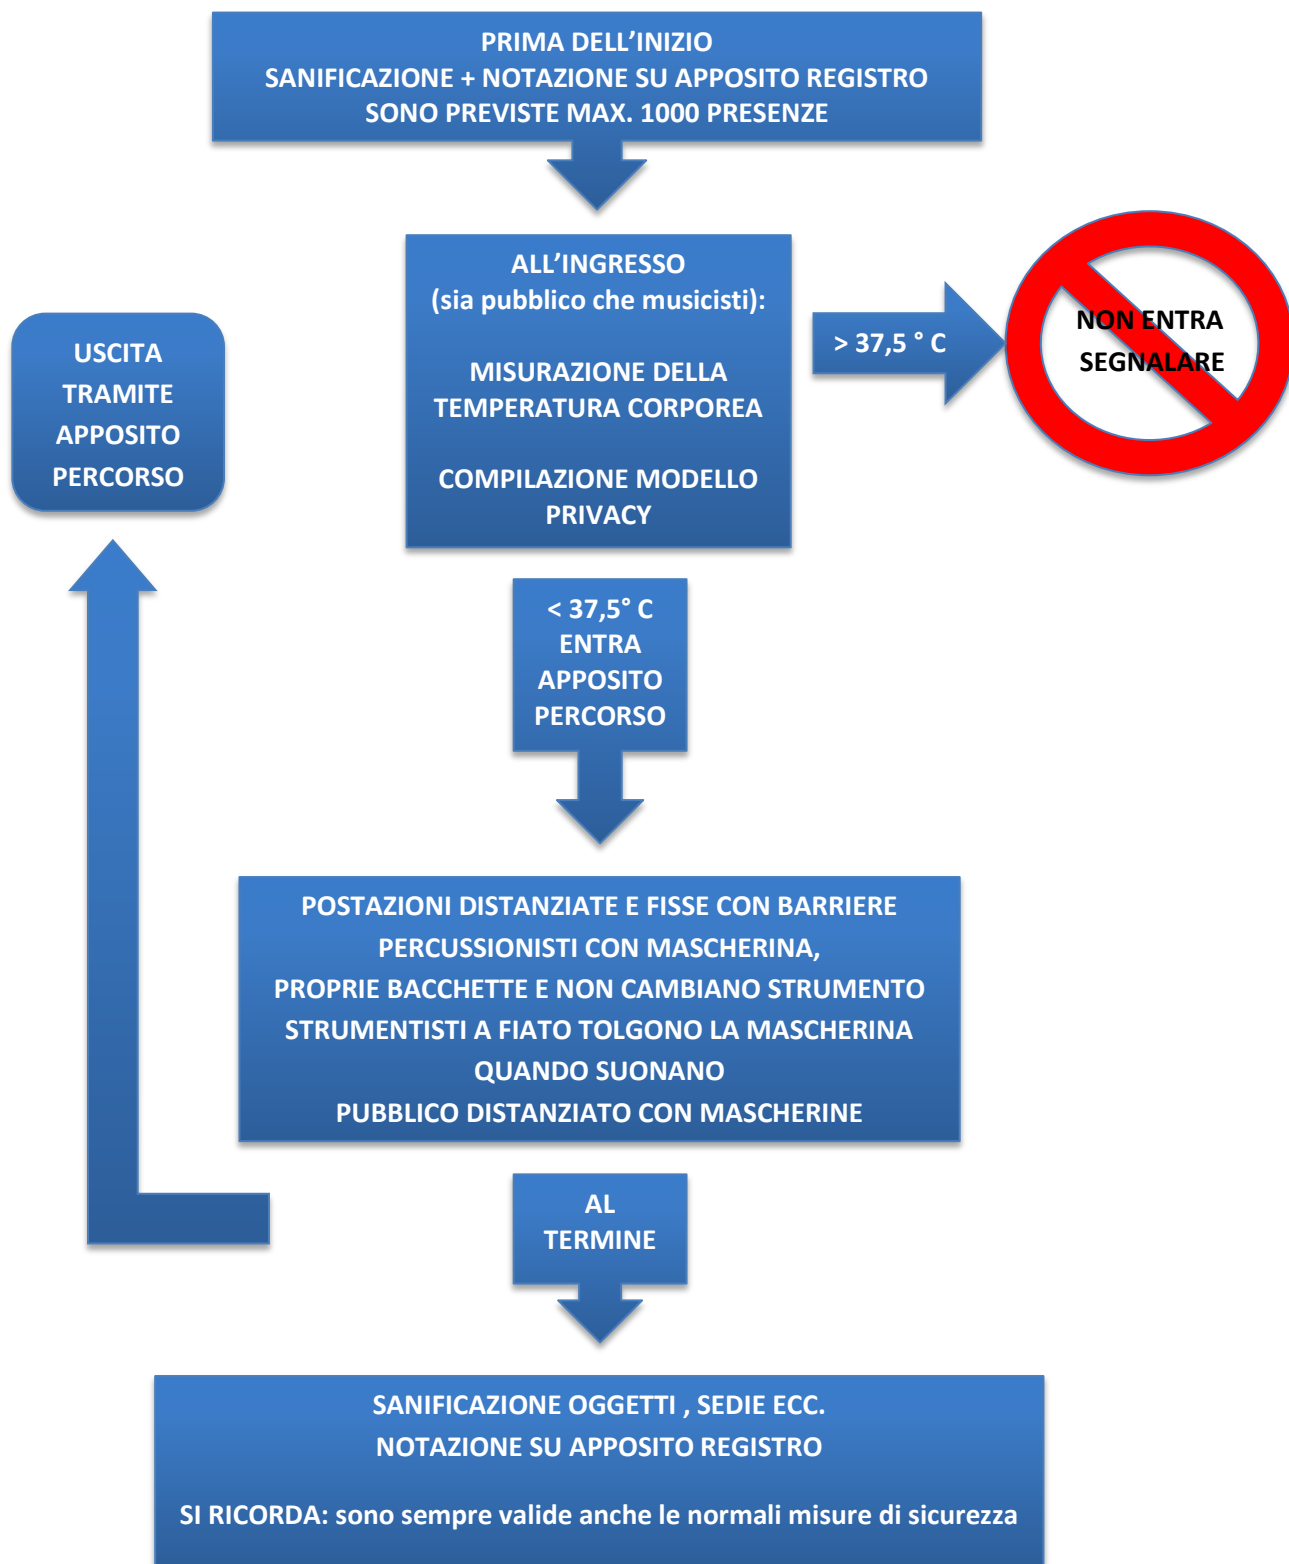 PRIMA DELL’INIZIO
SANIFICAZIONE + NOTAZIONE SU APPOSITO REGISTRO
SONO PREVISTE MAX. 1000 PRESENZE
ALL’INGRESSO
(sia pubblico che musicisti):
MISURAZIONE DELLA
TEMPERATURA CORPOREA
COMPILAZIONE MODELLO
PRIVACY
> 37,5 ° C
NON ENTRA
SEGNALARE
USCITA
TRAMITE
APPOSITO
PERCORSO
< 37,5° C
ENTRA
APPOSITO
PERCORSO
POSTAZIONI DISTANZIATE E FISSE CON BARRIERE
PERCUSSIONISTI CON MASCHERINA,
PROPRIE BACCHETTE E NON CAMBIANO STRUMENTO
STRUMENTISTI A FIATO TOLGONO LA MASCHERINA
QUANDO SUONANO
PUBBLICO DISTANZIATO CON MASCHERINE
AL
TERMINE
SANIFICAZIONE OGGETTI , SEDIE ECC.
NOTAZIONE SU APPOSITO REGISTRO
SI RICORDA: sono sempre valide anche le normali misure di sicurezza